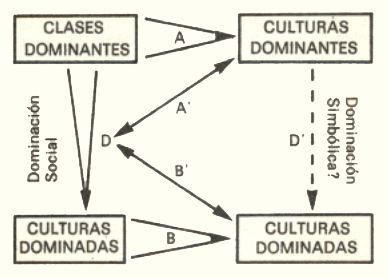 CLASES
DOMINANTES
A
CULTURAS
DOMINANTES
A'
Dominación
Social
D
D'
Dominación
Simbólica?
B'
CULTURAS
DOMINADAS
B
CULTURAS
DOMINADAS